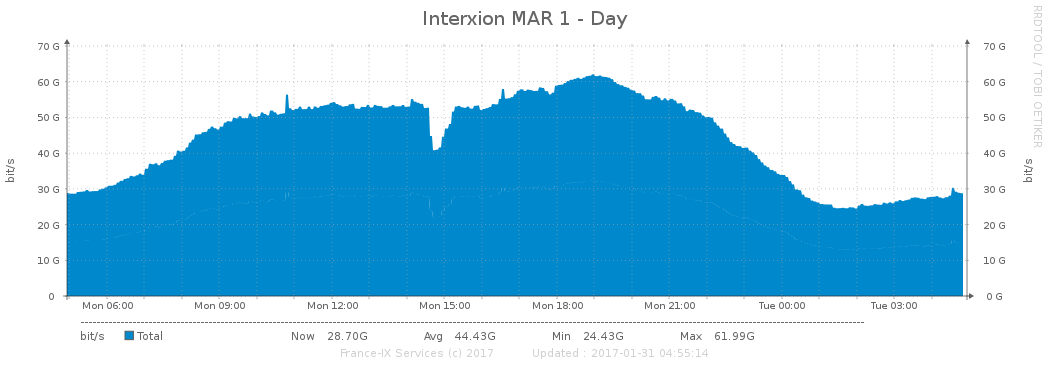 Interxion MAR 1 - Day
RRDTOOL / TOBI OETIKER
70 G 70 G
60 G 60 G
50 G 50 G
40 G 40 G
30 G 30 G
20 G 20 G
10 G 10 G
0 0 G
bit/s bit/s
Mon 06:00 Mon 09:00 Mon 12:00 Mon 15:00 Mon 18:00 Mon 21:00 Tue 00:00 Tue 03:00
bit/s Total Now 28.70G Avg 44.43G Min 24.43G Max 61.99G
France-IX Services (c) 2017 Updated : 2017-01-31 04:55:14